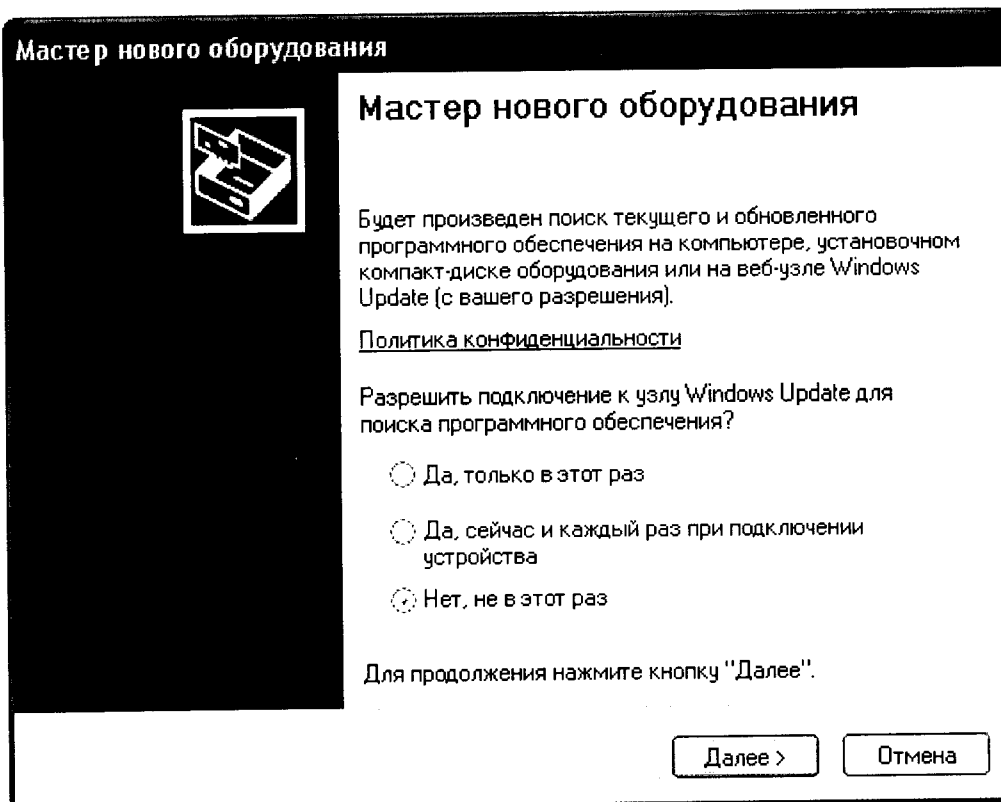 Мастер нового оборудования
Мастер нового оборудования
Будет произведен поиск текущего и обновленного
программного обеспечения на компьютере, установочном
компакт-диске оборудования или на веб-узле Windows
Update (с вашего разрешения).
Политика конфиденциальности
Разрешить подключение к узлу Windows Update для
поиска программного обеспечения?
Да, только в этот раз
Да, сейчас и каждый раз при подключении
устройства
Нет, не в этот раз
Для продолжения нажмите кнопку "Далее".
Далее >
Отмена